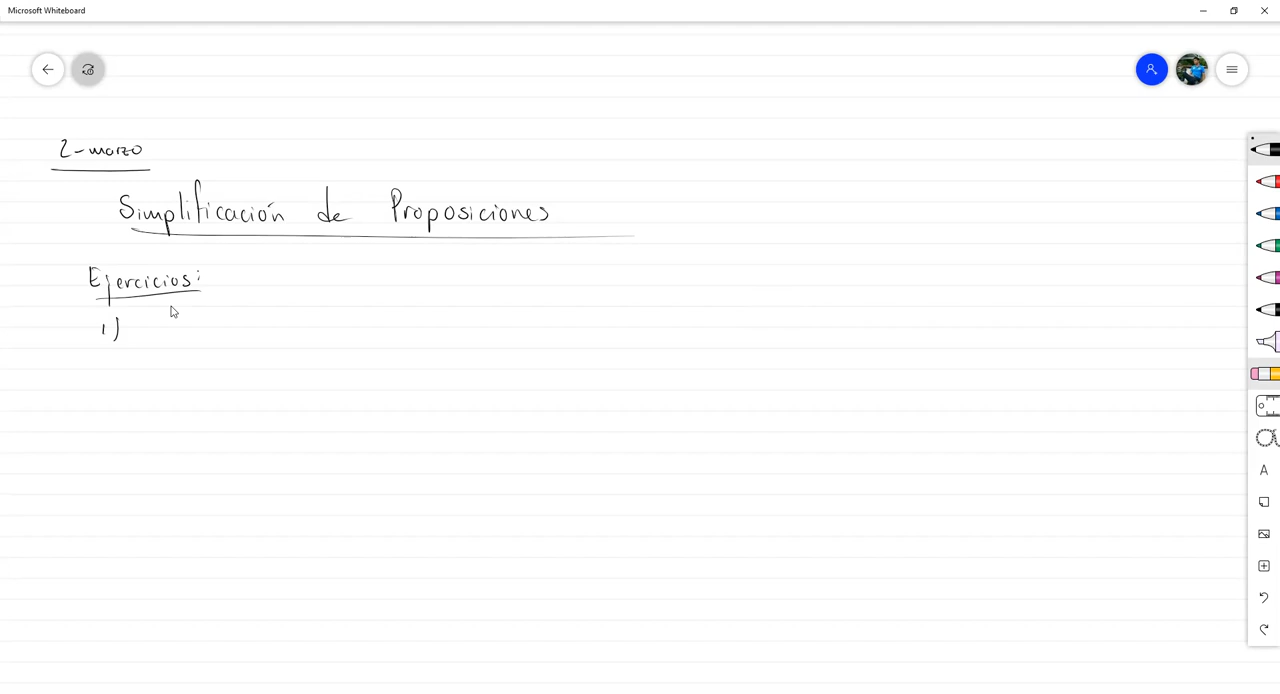 Microsoft Whiteboard
2-marzo
Simplificación de Proposiciones
Ejercicios:
1)